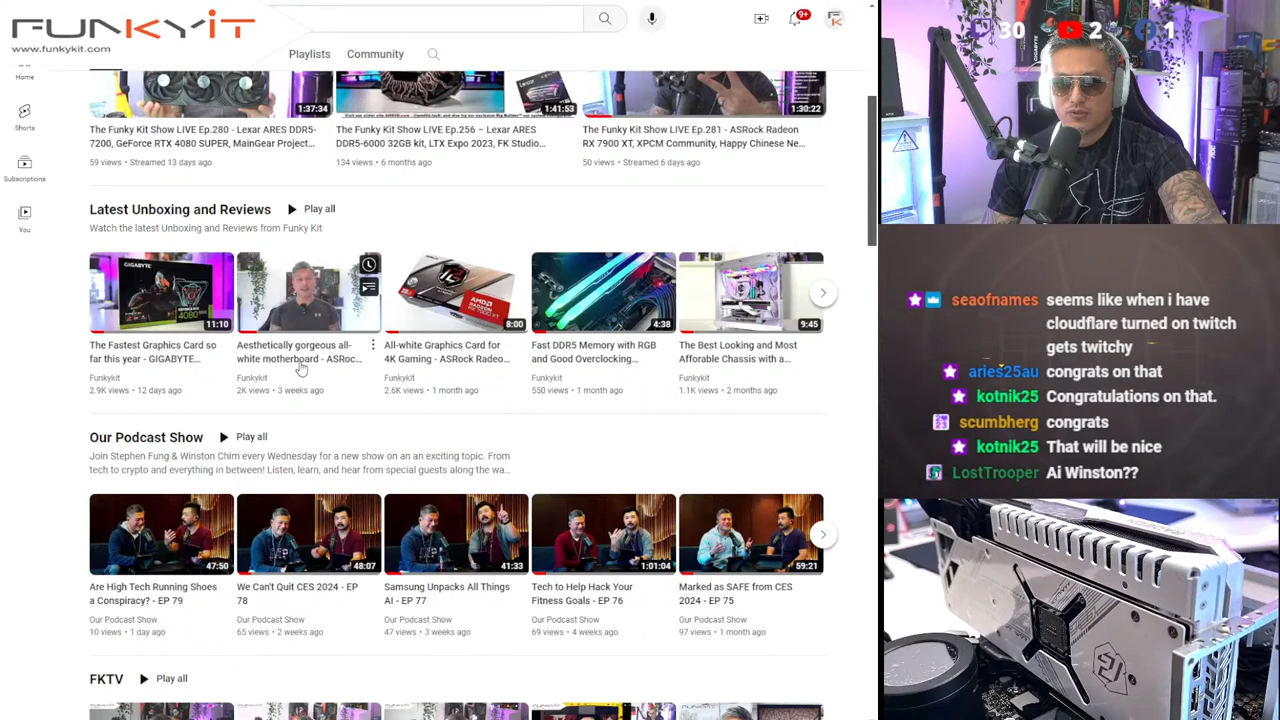 FUNKYiT
www.funkykit.com
9+
Playlists
Community
Home
Shorts
Subscriptions
You
1:37:34
1:41:53
1:30:22
The Funky Kit Show LIVE Ep.280 - Lexar ARES DDR5-
7200, GeForce RTX 4080 SUPER, MainGear Project...
59 views • Streamed 13 days ago
The Funky Kit Show LIVE Ep.256 – Lexar ARES
DDR5-6000 32GB kit, LTX Expo 2023, FK Studio...
134 views • 6 months ago
The Funky Kit Show LIVE Ep.281 - ASRock Radeon
RX 7900 XT, XPCM Community, Happy Chinese Ne...
50 views • Streamed 6 days ago
Latest Unboxing and Reviews
Play all
Watch the latest Unboxing and Reviews from Funky Kit
GIGABYTE
11:10
8:00
4:38
9:45
The Fastest Graphics Card so
far this year - GIGABYTE...
Funkykit
2.9K views • 12 days ago
Aesthetically gorgeous all-
white motherboard - ASRoc...
Funkykit
2K views • 3 weeks ago
All-white Graphics Card for
4K Gaming - ASRock Radeo...
Funkykit
2.6K views • 1 month ago
Fast DDR5 Memory with RGB
and Good Overclocking...
Funkykit
550 views • 1 month ago
The Best Looking and Most
Afforable Chassis with a...
Funkykit
1.1K views • 2 months ago
Our Podcast Show
Play all
Join Stephen Fung & Winston Chim every Wednesday for a new show on an an exciting topic. From
tech to crypto and everything in between! Listen, learn, and hear from special guests along the wa...
47:50
48:07
41:33
1:01:04
59:21
Are High Tech Running Shoes
a Conspiracy? - EP 79
Our Podcast Show
10 views • 1 day ago
We Can't Quit CES 2024 - EP
78
Our Podcast Show
65 views • 2 weeks ago
Samsung Unpacks All Things
AI - EP 77
Our Podcast Show
47 views • 3 weeks ago
Tech to Help Hack Your
Fitness Goals - EP 76
Our Podcast Show
69 views • 4 weeks ago
Marked as SAFE from CES
2024 - EP 75
Our Podcast Show
97 views • 1 month ago
FKTV
Play all
30
2
1
GIGABYTE
seaofnames seems like when i have
cloudflare turned on twitch
gets twitchy
aries25au congrats on that
kotnik25 Congratulations on that.
scumbherg congrats
kotnik25 That will be nice
LostTrooper Ai Winston??